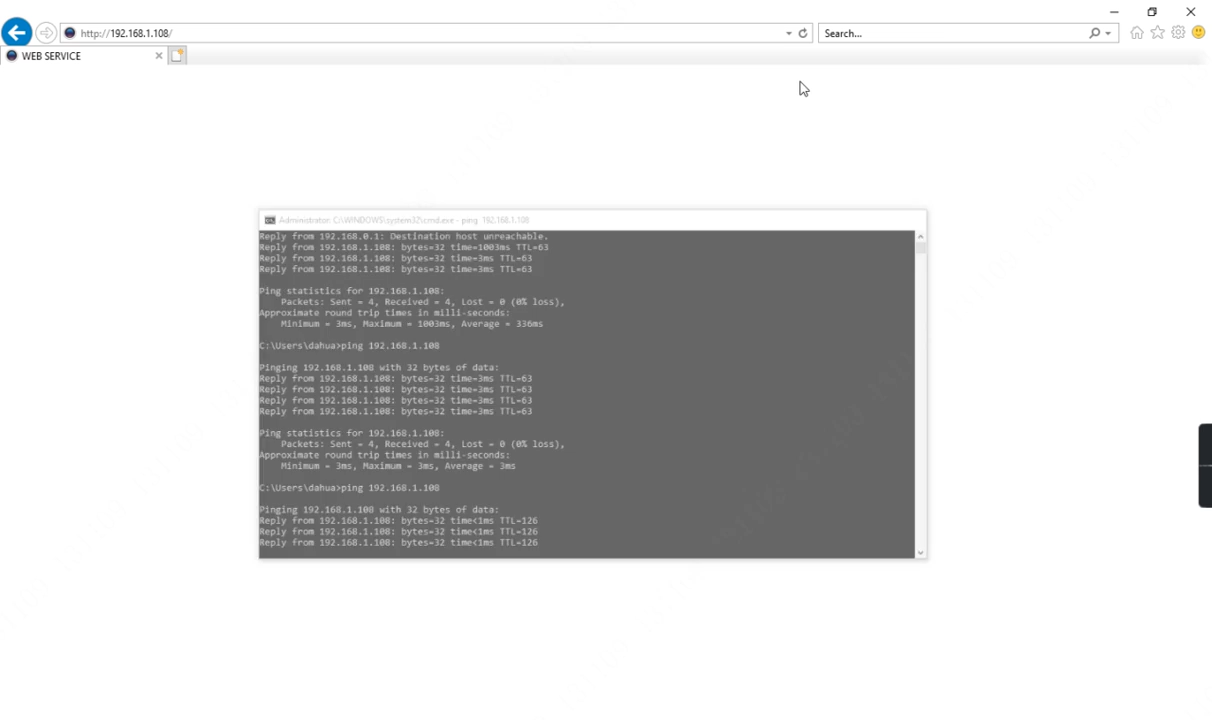 http://192.168.1.108/
Search...
WEB SERVICE
Administrator: C:\WINDOWS\system32\cmd.exe - ping 192.168.1.108
Reply from 192.168.0.1: Destination host unreachable.
Reply from 192.168.1.108: bytes=32 time=1003ms TTL=63
Reply from 192.168.1.108: bytes=32 time=3ms TTL=63
Reply from 192.168.1.108: bytes=32 time=3ms TTL=63
Ping statistics for 192.168.1.108:
Packets: Sent = 4, Received = 4, Lost = 0 (0% loss),
Approximate round trip times in milli-seconds:
Minimum = 3ms, Maximum = 1003ms, Average = 336ms
C:\Users\dahua>ping 192.168.1.108
Pinging 192.168.1.108 with 32 bytes of data:
Reply from 192.168.1.108: bytes=32 time=3ms TTL=63
Reply from 192.168.1.108: bytes=32 time=3ms TTL=63
Reply from 192.168.1.108: bytes=32 time=3ms TTL=63
Reply from 192.168.1.108: bytes=32 time=3ms TTL=63
Ping statistics for 192.168.1.108:
Packets: Sent = 4, Received = 4, Lost = 0 (0% loss),
Approximate round trip times in milli-seconds:
Minimum = 3ms, Maximum = 3ms, Average = 3ms
C:\Users\dahua>ping 192.168.1.108
Pinging 192.168.1.108 with 32 bytes of data:
Reply from 192.168.1.108: bytes=32 time<1ms TTL=126
Reply from 192.168.1.108: bytes=32 time<1ms TTL=126
Reply from 192.168.1.108: bytes=32 time<1ms TTL=126